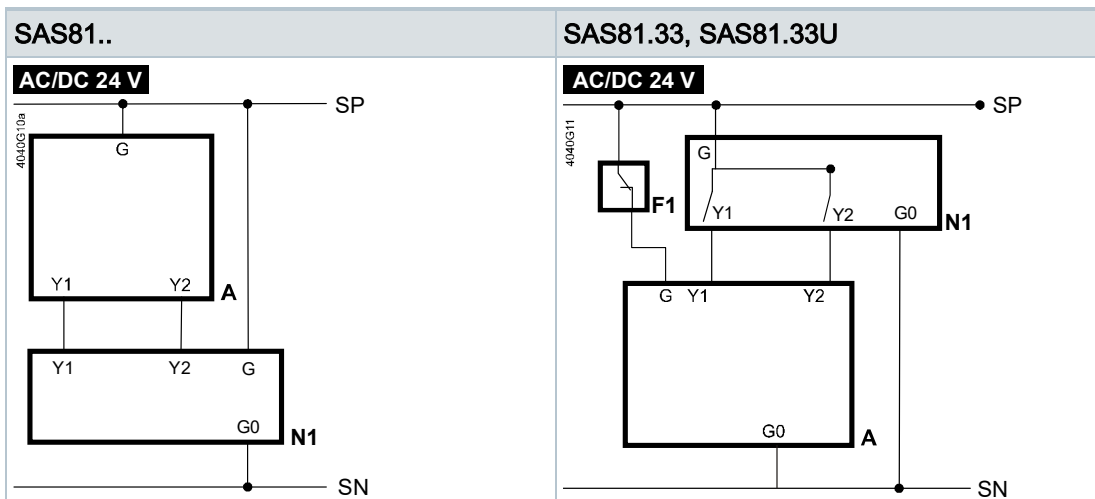 SAS81..
AC/DC 24 V
SP
4040G10a
G
Y1 Y2
A
Y1 Y2 G
G0
N1
SN
SAS81.33, SAS81.33U
AC/DC 24 V
SP
4040G11
G
F1
Y1 Y2 G0
N1
G Y1 Y2
G0
A
SN